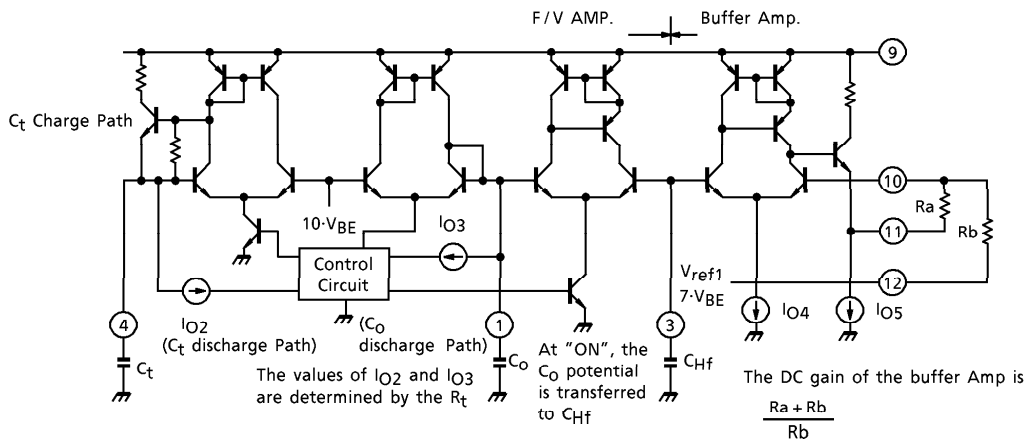 F/V AMP.
Buffer Amp.
9
Ct Charge Path
10·VBE
IO3
10
Ra
Rb
11
Control
Circuit
Vref1
7·VBE
12
IO2
(Ct discharge Path)
(Co
discharge Path)
4
1
3
IO4
IO5
Ct
Co
CHf
The values of IO2 and IO3
are determined by the Rt
At "ON", the
Co potential
is transferred
to CHf
The DC gain of the buffer Amp is
Ra + Rb
Rb